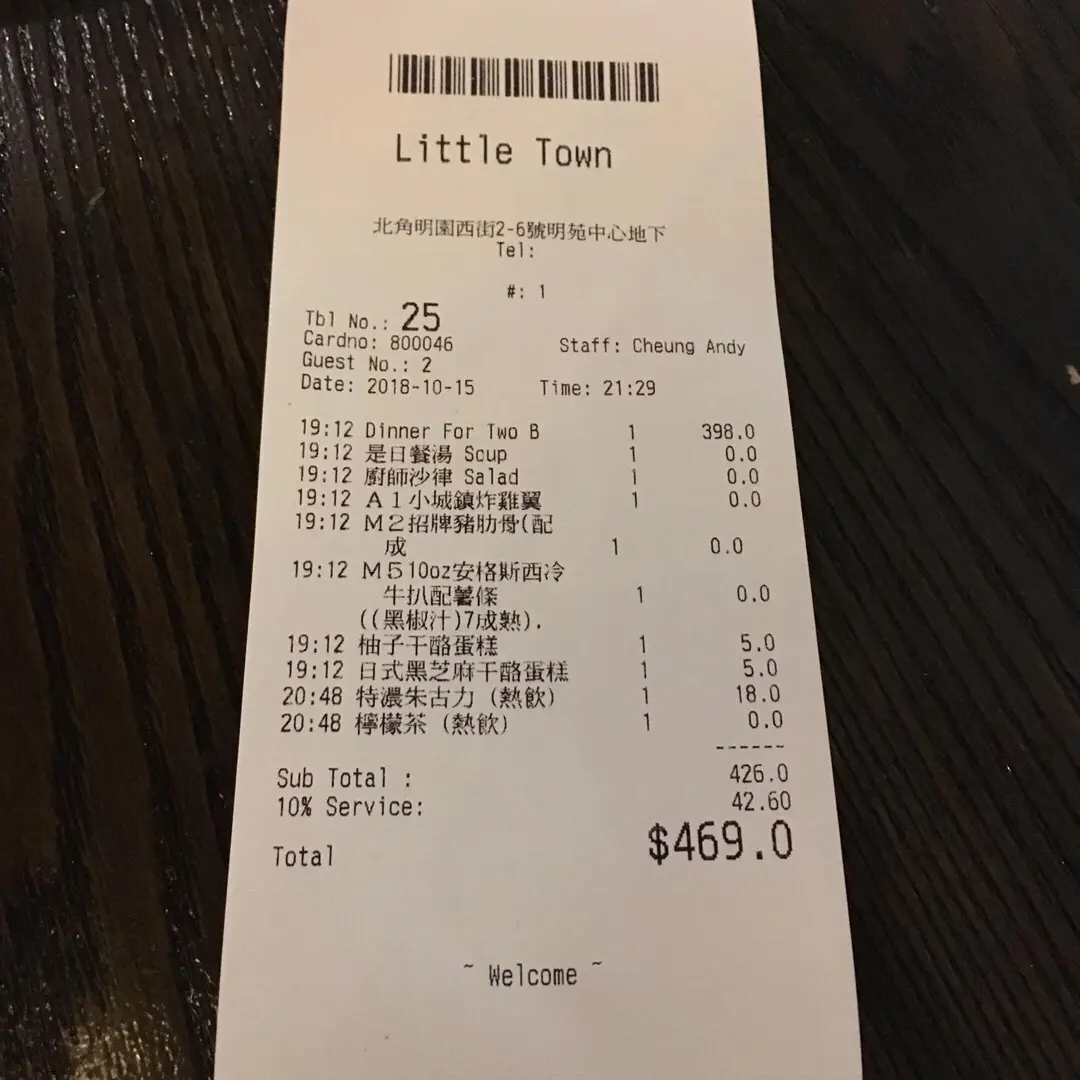 Little Town
北角明園西街2-6號明苑中心地下
Tel:
#: 1
Tbl No.: 25
Cardno: 800046 Staff: Cheung Andy
Guest No.: 2
Date: 2018-10-15 Time: 21:29
19:12 Dinner For Two B 1 398.0
19:12 是日餐湯 Soup 1 0.0
19:12 廚師沙律 Salad 1 0.0
19:12 A1小城鎮炸雞翼 1 0.0
19:12 M2招牌豬肋骨(配
成 1 0.0
19:12 M510oz安格斯西冷
牛扒配薯條 1 0.0
((黑椒汁)7成熟).
19:12 柚子干酪蛋糕 1 5.0
19:12 日式黑芝麻干酪蛋糕 1 5.0
20:48 特濃朱古力 (熱飲) 1 18.0
20:48 檸檬茶 (熱飲) 1 0.0
------
Sub Total : 426.0
10% Service: 42.60
Total $469.0
~ Welcome ~